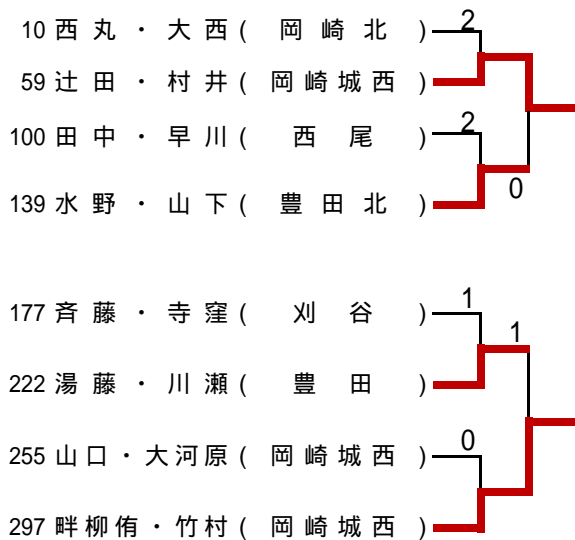 10 西丸・大西 ( 岡崎北 ) 2
59 辻田・村井 ( 岡崎城西 )
100 田中・早川 ( 西尾 ) 2
0
139 水野・山下 ( 豊田北 )
177 斉藤・寺窪 ( 刈谷 ) 1
1
222 湯藤・川瀬 ( 豊田 )
255 山口・大河原 ( 岡崎城西 ) 0
297 畔柳侑・竹村 ( 岡崎城西 )